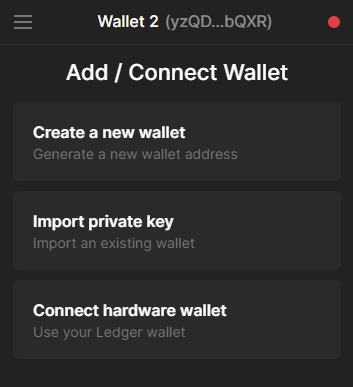 Wallet 2 (yzQD...bQXR)
Add / Connect Wallet
Create a new wallet
Generate a new wallet address
Import private key
Import an existing wallet
Connect hardware wallet
Use your Ledger wallet